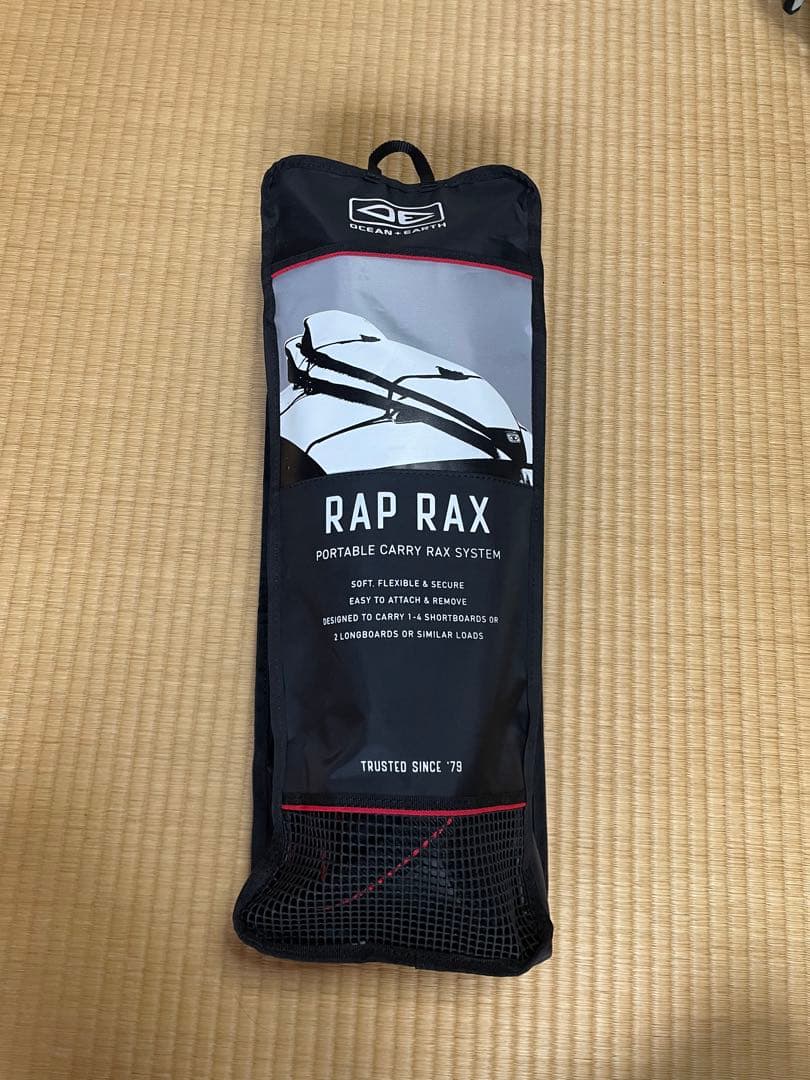 OE
OCEAN + EARTH
RAP RAX
PORTABLE CARRY RAX SYSTEM
SOFT, FLEXIBLE & SECURE
EASY TO ATTACH & REMOVE
DESIGNED TO CARRY 1-4 SHORTBOARDS OR
2 LONGBOARDS OR SIMILAR LOADS
TRUSTED SINCE '79